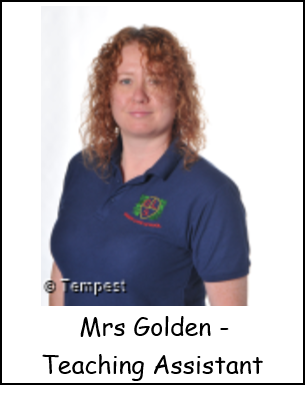 © Tempest
Mrs Golden -
Teaching Assistant